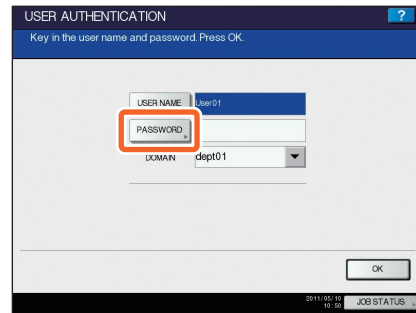 USER AUTHENTICATION ?
Key in the user name and password. Press OK.
USER NAME User01
PASSWORD
DOMAIN dept01
OK
2011/05/10
10:50 JOB STATUS